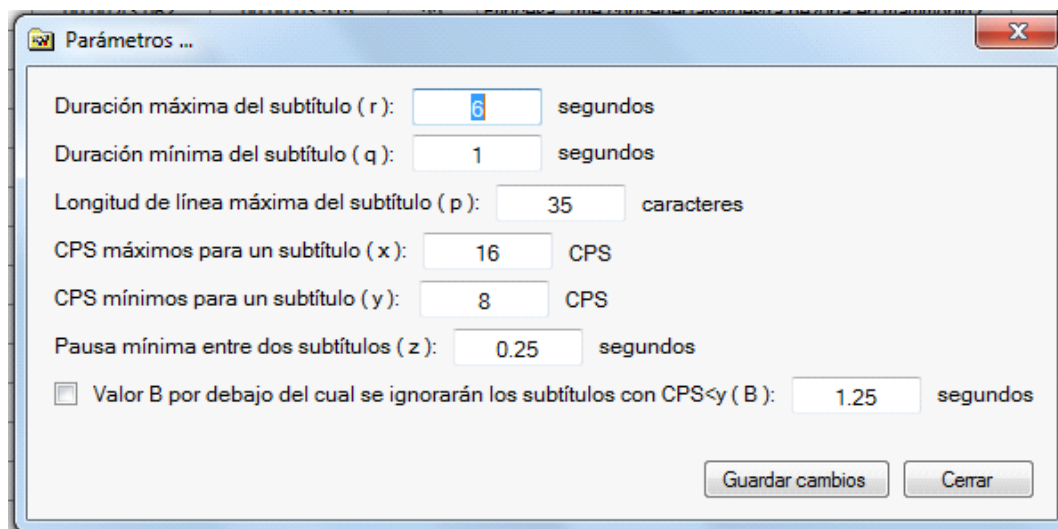 Parámetros ...
Duración máxima del subtítulo ( r ): 6 segundos
Duración mínima del subtítulo ( q ): 1 segundos
Longitud de línea máxima del subtítulo ( p ): 35 caracteres
CPS máximos para un subtítulo ( x ): 16 CPS
CPS mínimos para un subtítulo ( y ): 8 CPS
Pausa mínima entre dos subtítulos ( z ): 0.25 segundos
Valor B por debajo del cual se ignorarán los subtítulos con CPS<y ( B ): 1.25 segundos
Guardar cambios Cerrar